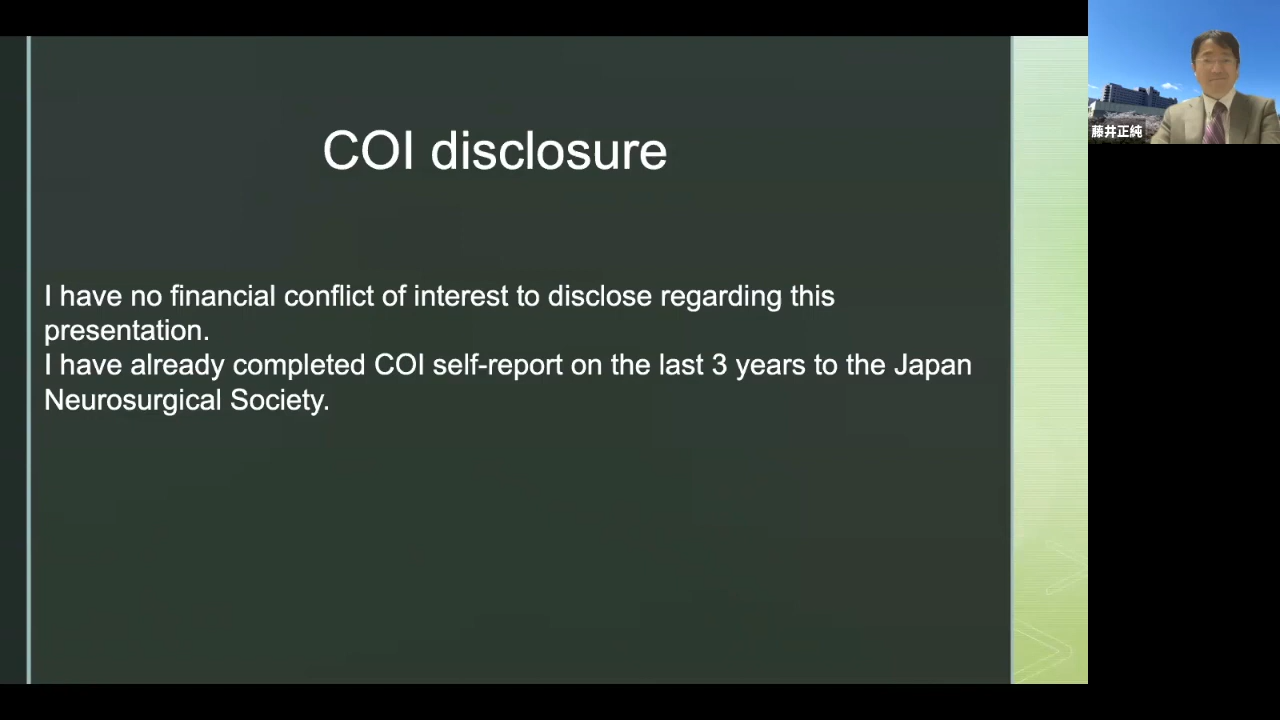 COI disclosure
I have no financial conflict of interest to disclose regarding this
presentation.
I have already completed COI self-report on the last 3 years to the Japan
Neurosurgical Society.
藤井正純